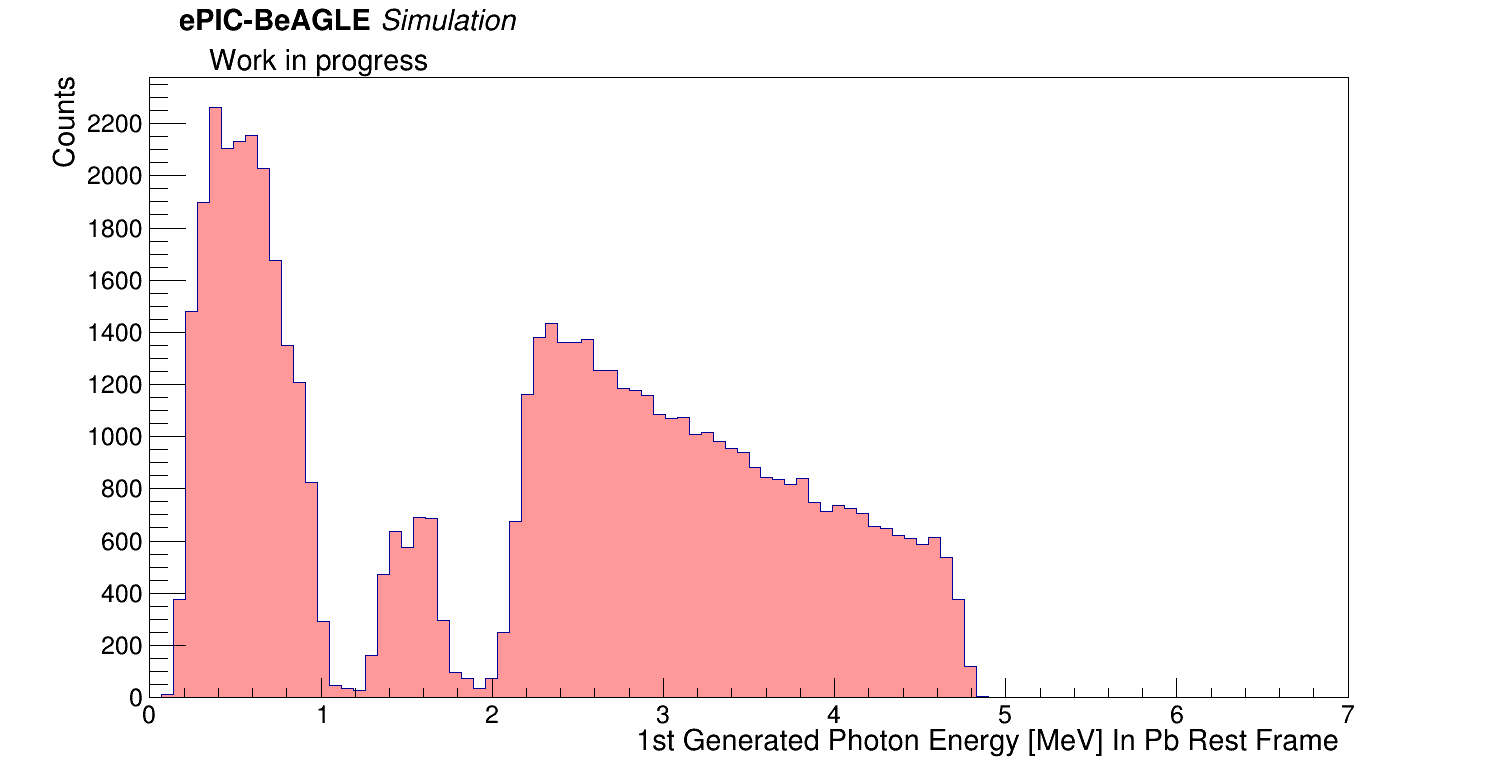 ePIC-BeAGLE Simulation
Work in progress
Counts
2200
2000
1800
1600
1400
1200
1000
800
600
400
200
0
0 1 2 3 4 5 6 7
1st Generated Photon Energy [MeV] In Pb Rest Frame